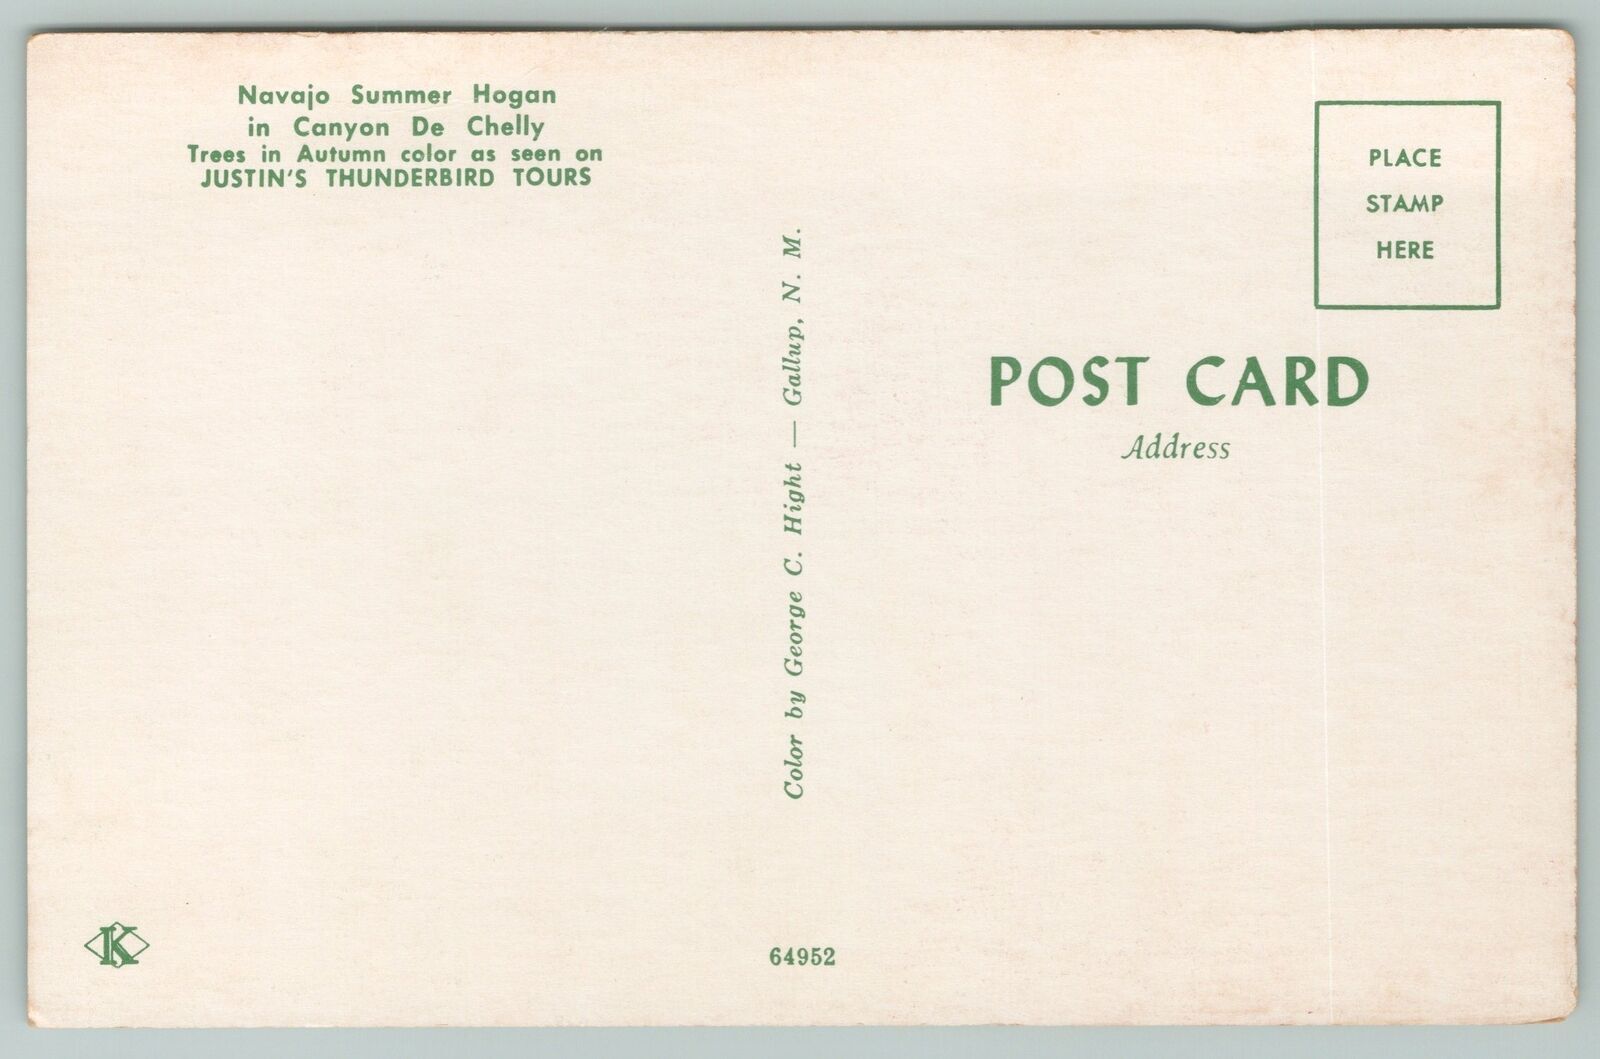 Navajo Summer Hogan
in Canyon De Chelly
Trees in Autumn color as seen on
JUSTIN'S THUNDERBIRD TOURS
Color by George C. Hight — Gallup, N. M.
PLACE
STAMP
HERE
POST CARD
Address
K
64952